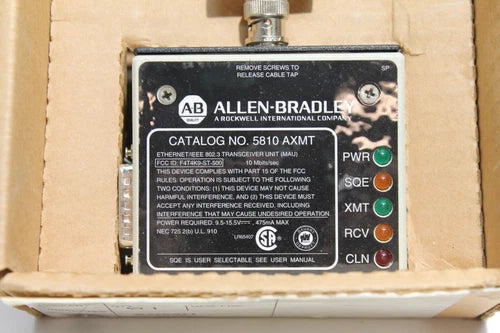 REMOVE SCREWS TO
RELEASE CABLE TAP
SP
AB
QUALITY
ALLEN-BRADLEY
A ROCKWELL INTERNATIONAL COMPANY
CATALOG NO. 5810 AXMT
ETHERNET/IEEE 802.3 TRANSCEIVER UNIT (MAU)
FCC ID: F4T4K9-ST-500 10 Mbits/sec
THIS DEVICE COMPLIES WITH PART 15 OF THE FCC
RULES. OPERATION IS SUBJECT TO THE FOLLOWING
TWO CONDITIONS: (1) THIS DEVICE MAY NOT CAUSE
HARMFUL INTERFERENCE, AND (2) THIS DEVICE MUST
ACCEPT ANY INTERFERENCE RECEIVED, INCLUDING
INTERFERENCE THAT MAY CAUSE UNDESIRED OPERATION.
POWER REQUIRED: 9.5-15.5V , .475mA MAX
NEC 725 2(b) U.L. 910
LR65407
SQE IS USER SELECTABLE SEE USER MANUAL
PWR
SQE
XMT
RCV
CLN